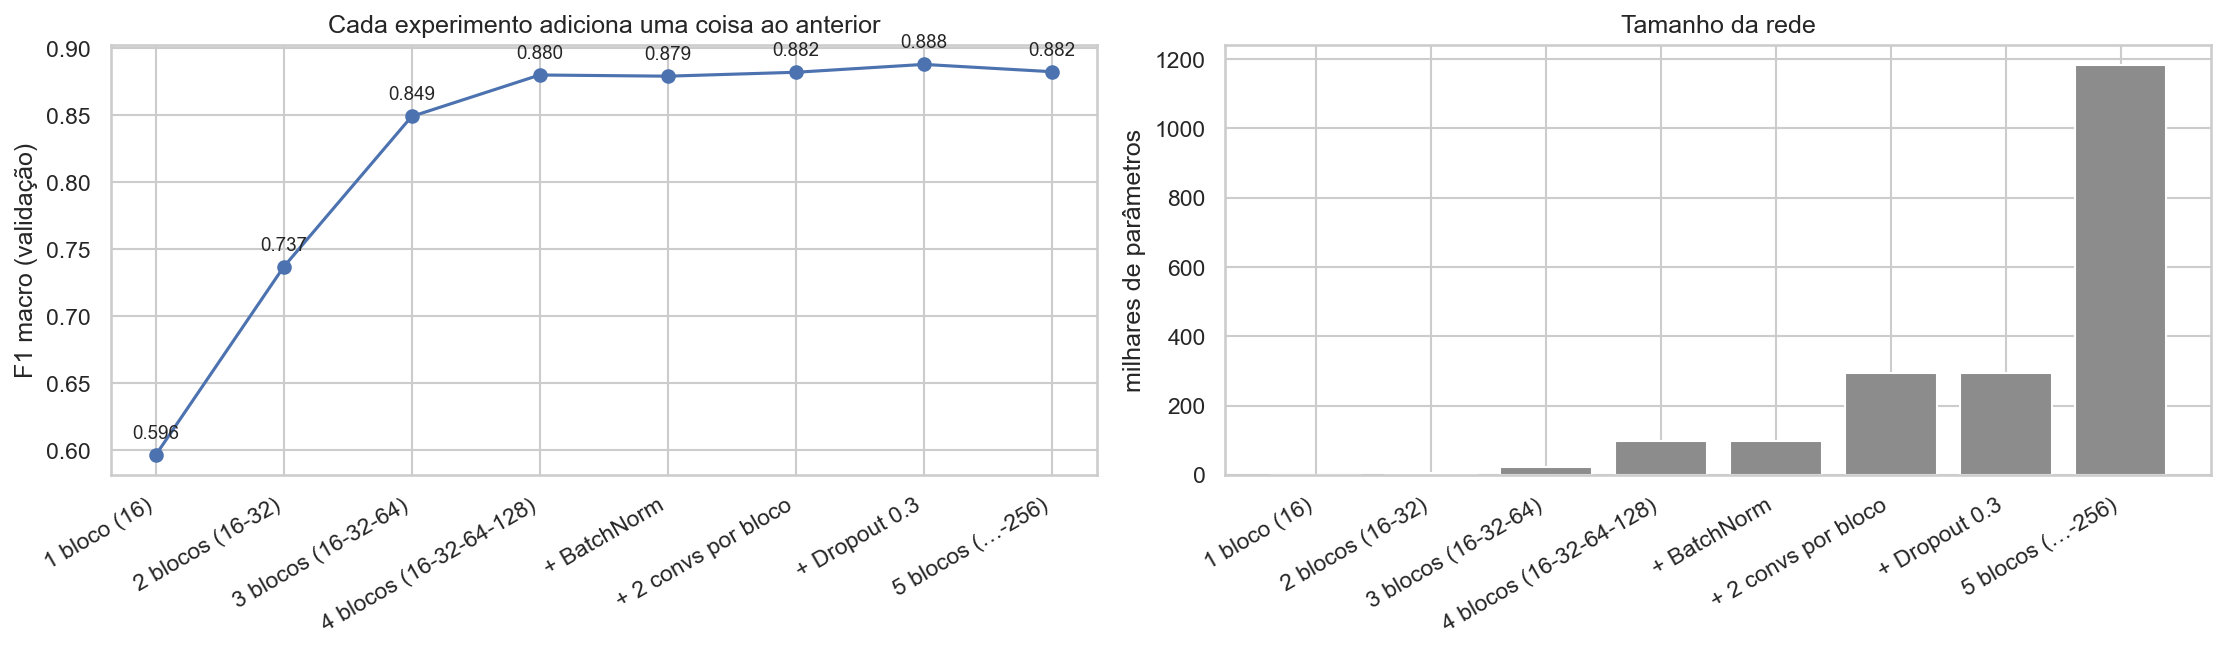 Cada experimento adiciona uma coisa ao anterior
F1 macro (validação)
0.90
0.85
0.80
0.75
0.70
0.65
0.60
0.596
0.737
0.849
0.880
0.879
0.882
0.888
0.882
1 bloco (16)
2 blocos (16-32)
3 blocos (16-32-64)
4 blocos (16-32-64-128)
+ BatchNorm
+ 2 convs por bloco
+ Dropout 0.3
5 blocos (…-256)
Tamanho da rede
milhares de parâmetros
1200
1000
800
600
400
200
0
1 bloco (16)
2 blocos (16-32)
3 blocos (16-32-64)
4 blocos (16-32-64-128)
+ BatchNorm
+ 2 convs por bloco
+ Dropout 0.3
5 blocos (…-256)